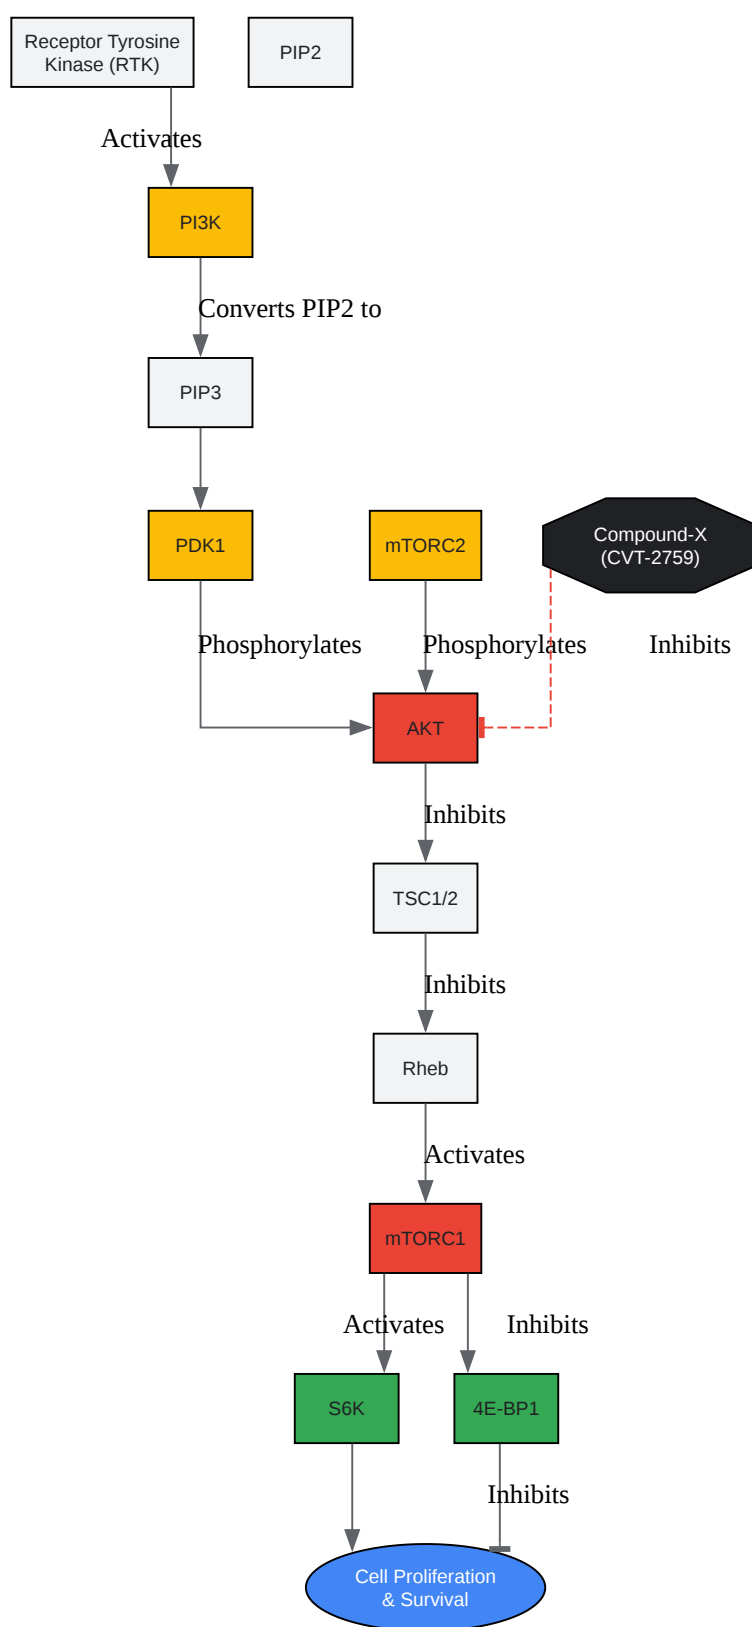 Receptor Tyrosine
Kinase (RTK)
PIP2
Activates
PI3K
Converts PIP2 to
PIP3
PDK1
mTORC2
Compound-X
(CVT-2759)
Phosphorylates
Phosphorylates
Inhibits
AKT
Inhibits
TSC1/2
Inhibits
Rheb
Activates
mTORC1
Activates
Inhibits
S6K
4E-BP1
Inhibits
Cell Proliferation
& Survival